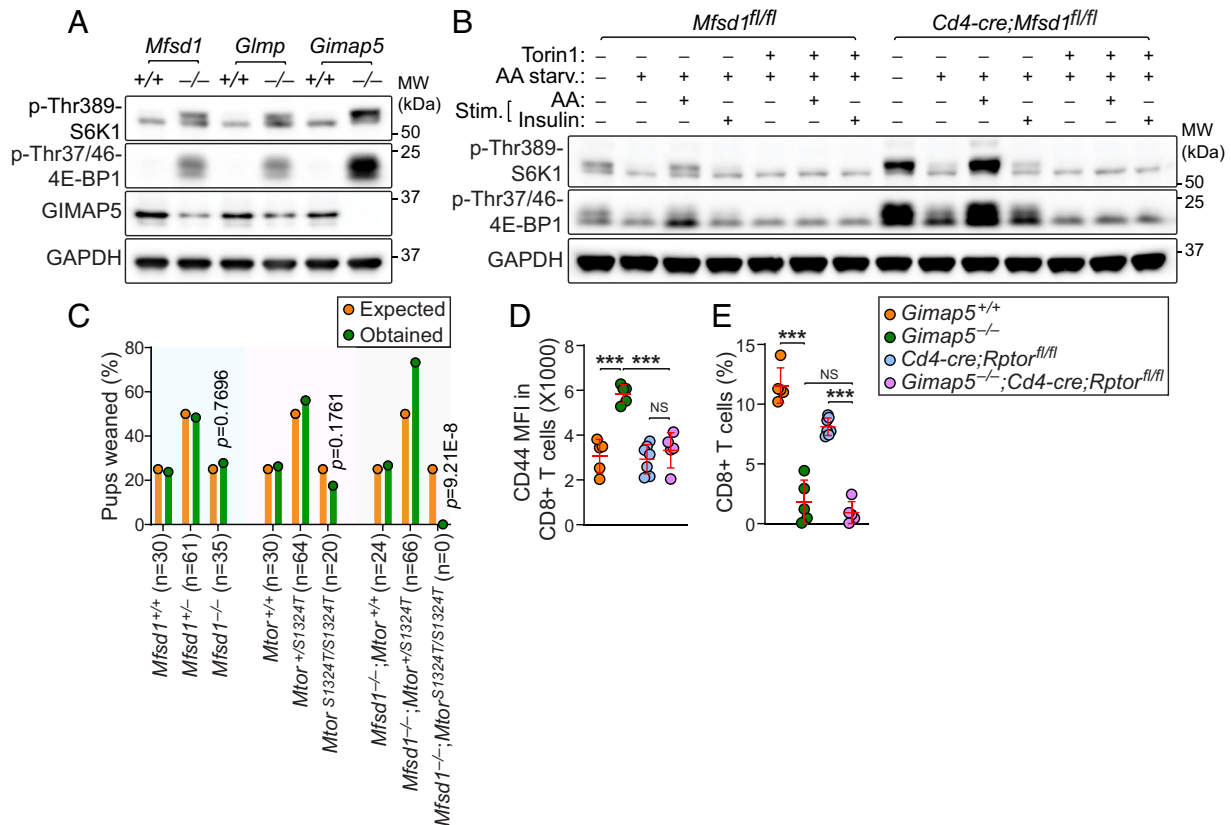 A
Mfsd1 Glmp Gimap5
+/+ –/– +/+ –/– +/+ –/–
MW
(kDa)
p-Thr389-
S6K1
50
p-Thr37/46-
4E-BP1
25
GIMAP5
37
GAPDH
37
B
Mfsd1fl/fl Cd4-cre;Mfsd1fl/fl
Torin1: – – – – + + + – – – – + + +
AA starv.: – + + + + + + – + + + + + +
Stim.[
AA: – – + – – + – – – + – – + –
Insulin: – – – + – – + – – – + – – +
MW
(kDa)
p-Thr389-
S6K1
50
p-Thr37/46-
4E-BP1
25
GAPDH
37
C
Expected
Obtained
Pups weaned (%)
80
60
40
20
0
p=0.7696
p=0.1761
p=9.21E-8
Mfsd1+/+ (n=30)
Mfsd1+/– (n=61)
Mfsd1–/– (n=35)
Mtor+/+ (n=30)
Mtor+/S1324T (n=64)
Mtor S1324T/S1324T (n=20)
Mfsd1–/–;Mtor+/+ (n=24)
Mfsd1–/–;Mtor+/S1324T (n=66)
Mfsd1–/–;MtorS1324T/S1324T (n=0)
D
CD44 MFI in
CD8+ T cells (X1000)
8
6
4
2
0
*** ***
NS
E
CD8+ T cells (%)
15
10
5
0
***
NS
***
Gimap5+/+
Gimap5–/–
Cd4-cre;Rptorfl/fl
Gimap5–/–;Cd4-cre;Rptorfl/fl